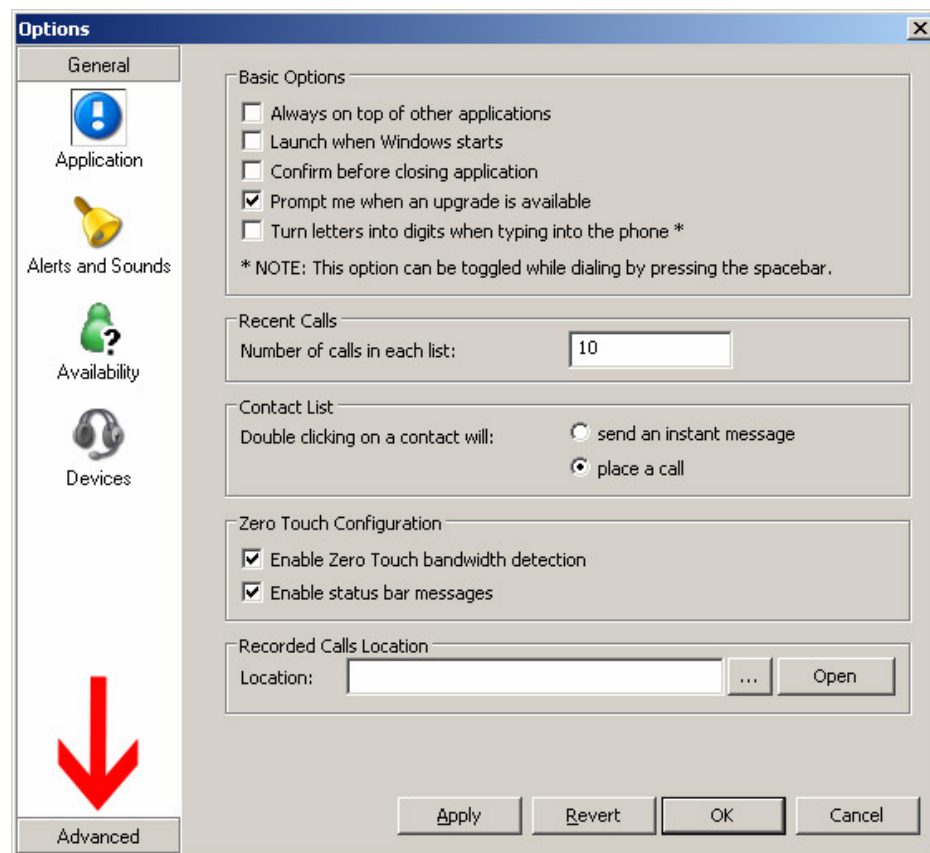 Options
General
Application
Alerts and Sounds
Availability
Devices
Advanced
Basic Options
Always on top of other applications
Launch when Windows starts
Confirm before closing application
Prompt me when an upgrade is available
Turn letters into digits when typing into the phone *
* NOTE: This option can be toggled while dialing by pressing the spacebar.
Recent Calls
Number of calls in each list: 10
Contact List
Double clicking on a contact will: send an instant message
place a call
Zero Touch Configuration
Enable Zero Touch bandwidth detection
Enable status bar messages
Recorded Calls Location
Location: ... Open
Apply Revert OK Cancel